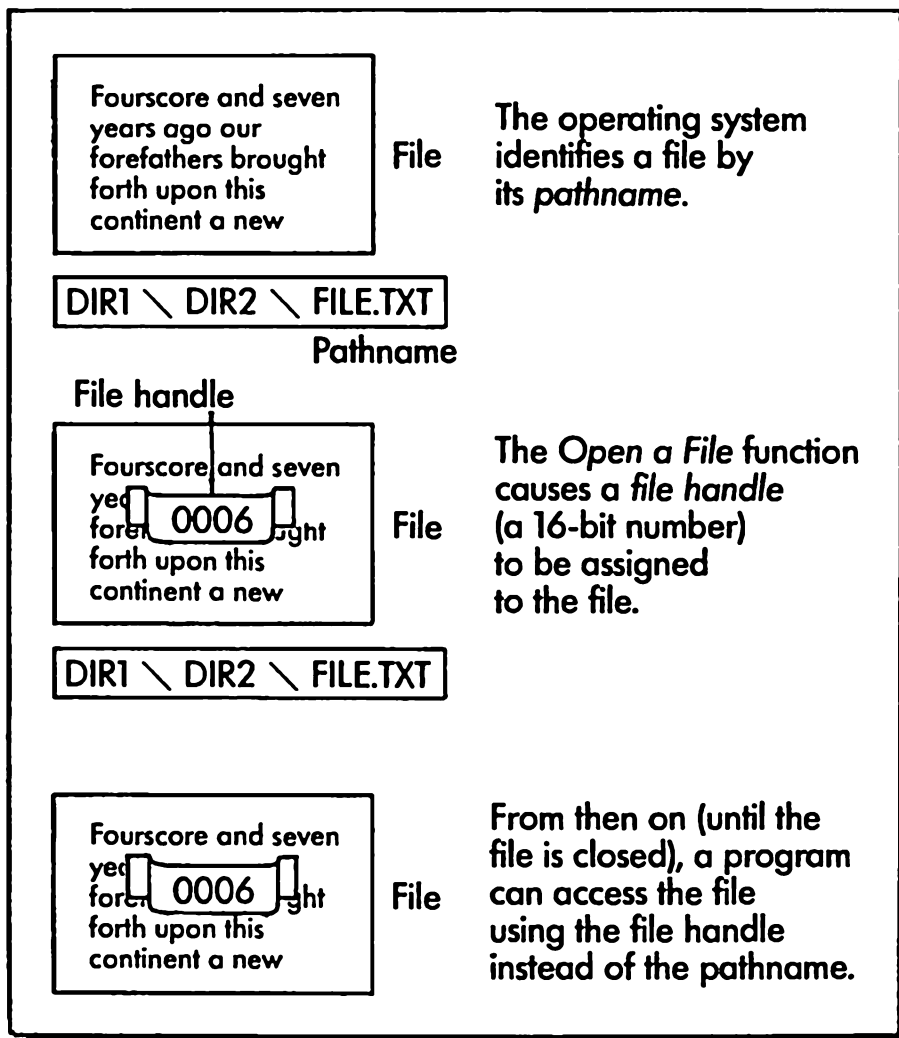 Fourscore and seven
years ago our
forefathers brought
forth upon this
continent a new
File
The operating system
identifies a file by
its pathname.
DIR1 \ DIR2 \ FILE.TXT
Pathname
File handle
Fourscore and seven
0006
forth upon this
continent a new
File
The Open a File function
causes a file handle
(a 16-bit number)
to be assigned
to the file.
DIR1 \ DIR2 \ FILE.TXT
Fourscore and seven
0006
forth upon this
continent a new
File
From then on (until the
file is closed), a program
can access the file
using the file handle
instead of the pathname.